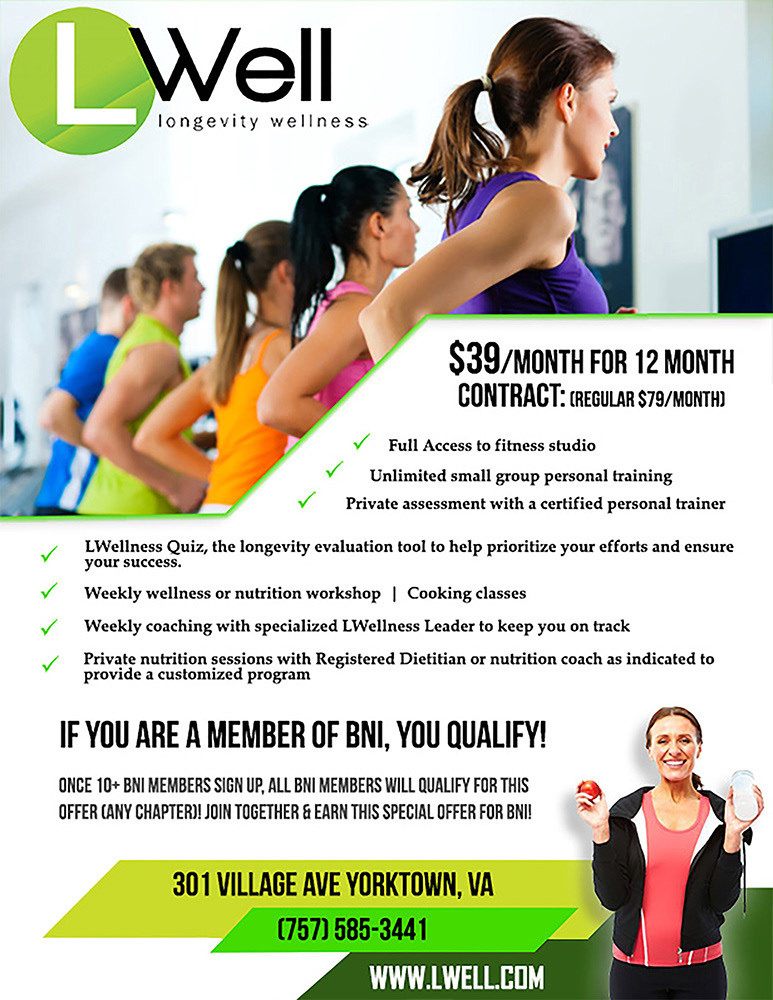 LWell
longevity wellness
$39/MONTH FOR 12 MONTH
CONTRACT: (REGULAR $79/MONTH)
Full Access to fitness studio
Unlimited small group personal training
Private assessment with a certified personal trainer
LWellness Quiz, the longevity evaluation tool to help prioritize your efforts and ensure
your success.
Weekly wellness or nutrition workshop | Cooking classes
Weekly coaching with specialized LWellness Leader to keep you on track
Private nutrition sessions with Registered Dietitian or nutrition coach as indicated to
provide a customized program
IF YOU ARE A MEMBER OF BNI, YOU QUALIFY!
ONCE 10+ BNI MEMBERS SIGN UP, ALL BNI MEMBERS WILL QUALIFY FOR THIS
OFFER (ANY CHAPTER)! JOIN TOGETHER & EARN THIS SPECIAL OFFER FOR BNI!
301 VILLAGE AVE YORKTOWN, VA
(757) 585-3441
WWW.LWELL.COM